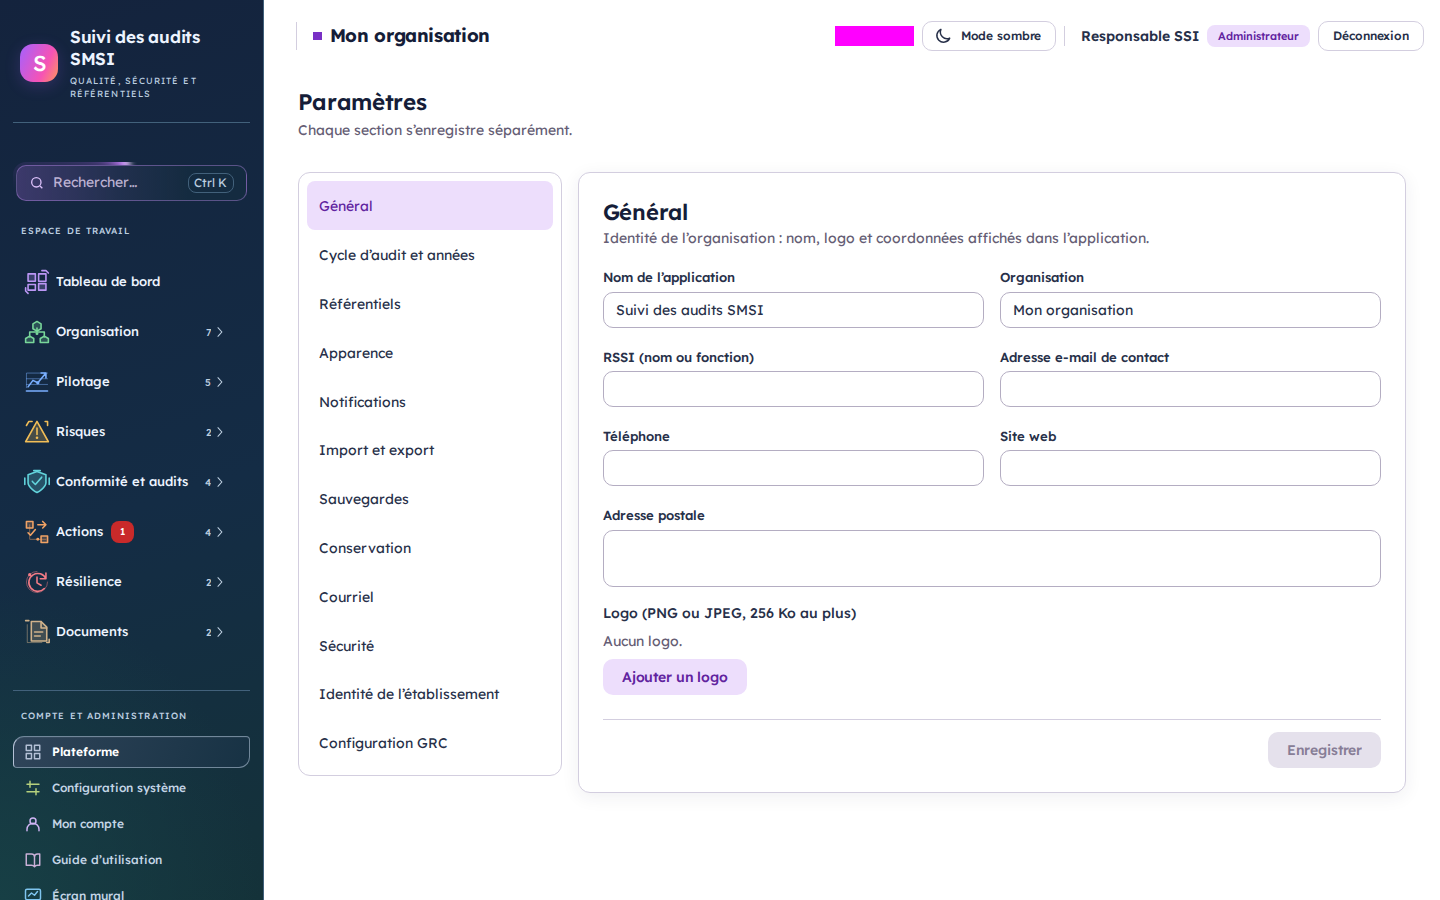 S
Suivi des audits
SMSI
QUALITÉ, SÉCURITÉ ET
RÉFÉRENTIELS
Rechercher…
Ctrl K
ESPACE DE TRAVAIL
Tableau de bord
Organisation
7
Pilotage
5
Risques
2
Conformité et audits
4
Actions
1
4
Résilience
2
Documents
2
COMPTE ET ADMINISTRATION
Plateforme
Configuration système
Mon compte
Guide d’utilisation
Écran mural
Mon organisation
Mode sombre
Responsable SSI
Administrateur
Déconnexion
Paramètres
Chaque section s’enregistre séparément.
Général
Cycle d’audit et années
Référentiels
Apparence
Notifications
Import et export
Sauvegardes
Conservation
Courriel
Sécurité
Identité de l’établissement
Configuration GRC
Général
Identité de l’organisation : nom, logo et coordonnées affichés dans l’application.
Nom de l’application
Organisation
Suivi des audits SMSI
Mon organisation
RSSI (nom ou fonction)
Adresse e-mail de contact
Téléphone
Site web
Adresse postale
Logo (PNG ou JPEG, 256 Ko au plus)
Aucun logo.
Ajouter un logo
Enregistrer